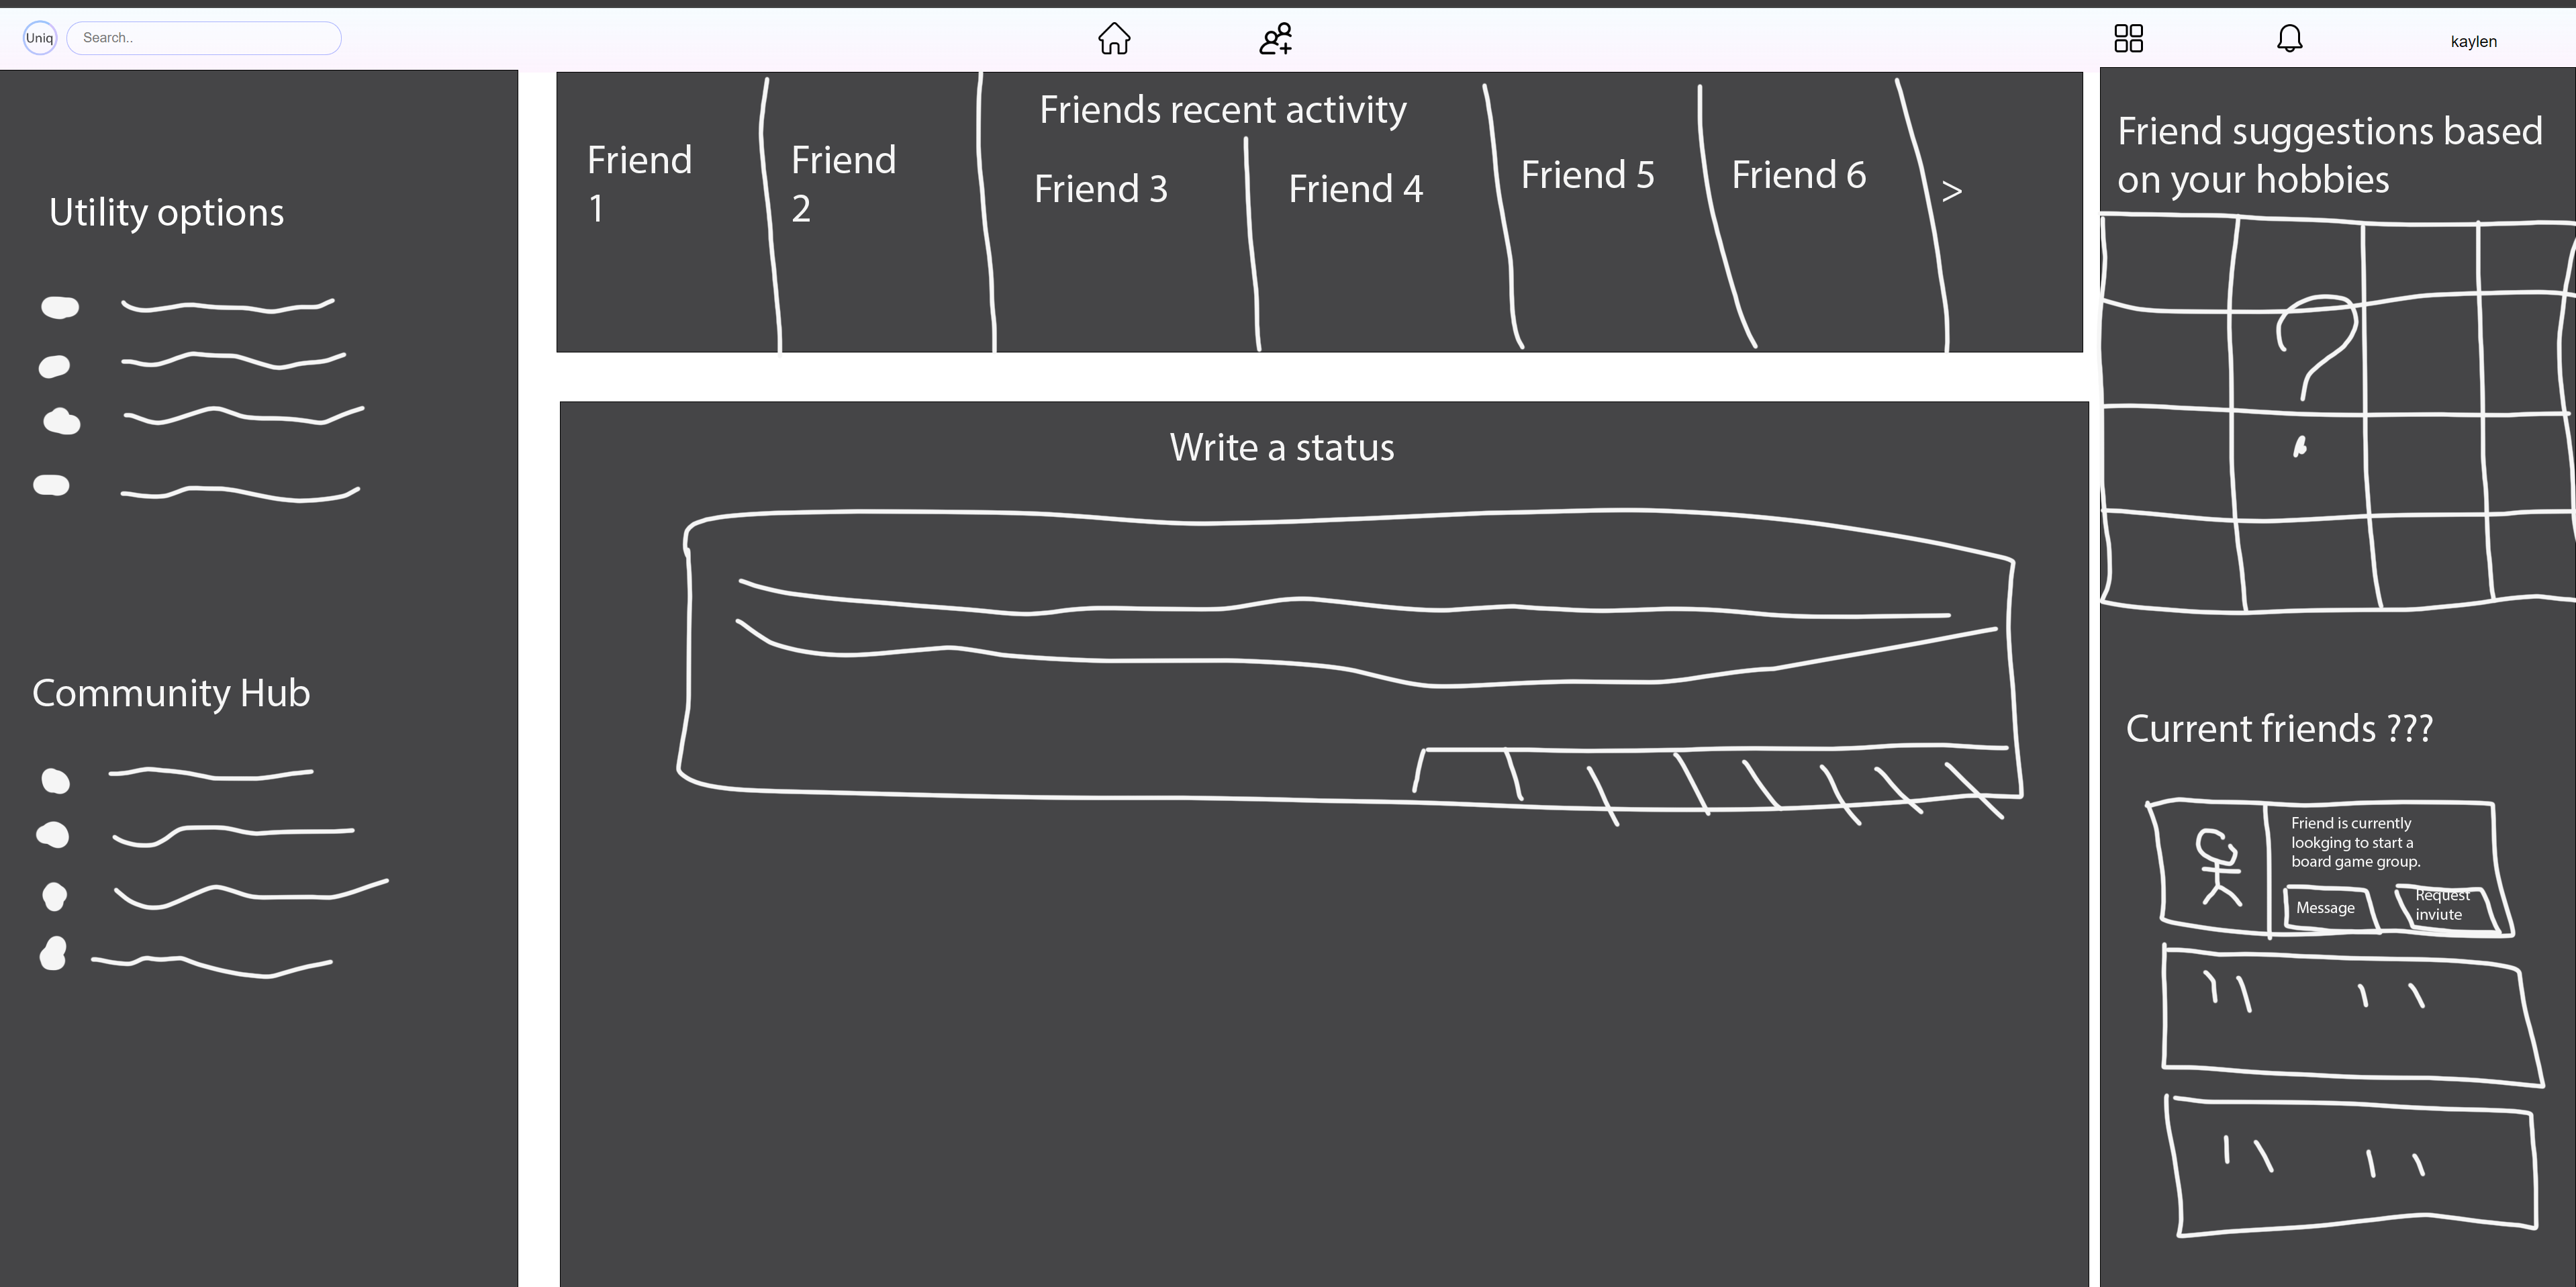 Uniq
Search..
kaylen
Utility options
Community Hub
Friends recent activity
Friend
1
Friend
2
Friend 3
Friend 4
Friend 5
Friend 6
>
Write a status
Friend suggestions based
on your hobbies
?
Current friends ???
Friend is currently
lookging to start a
board game group.
Message
Request
inviute